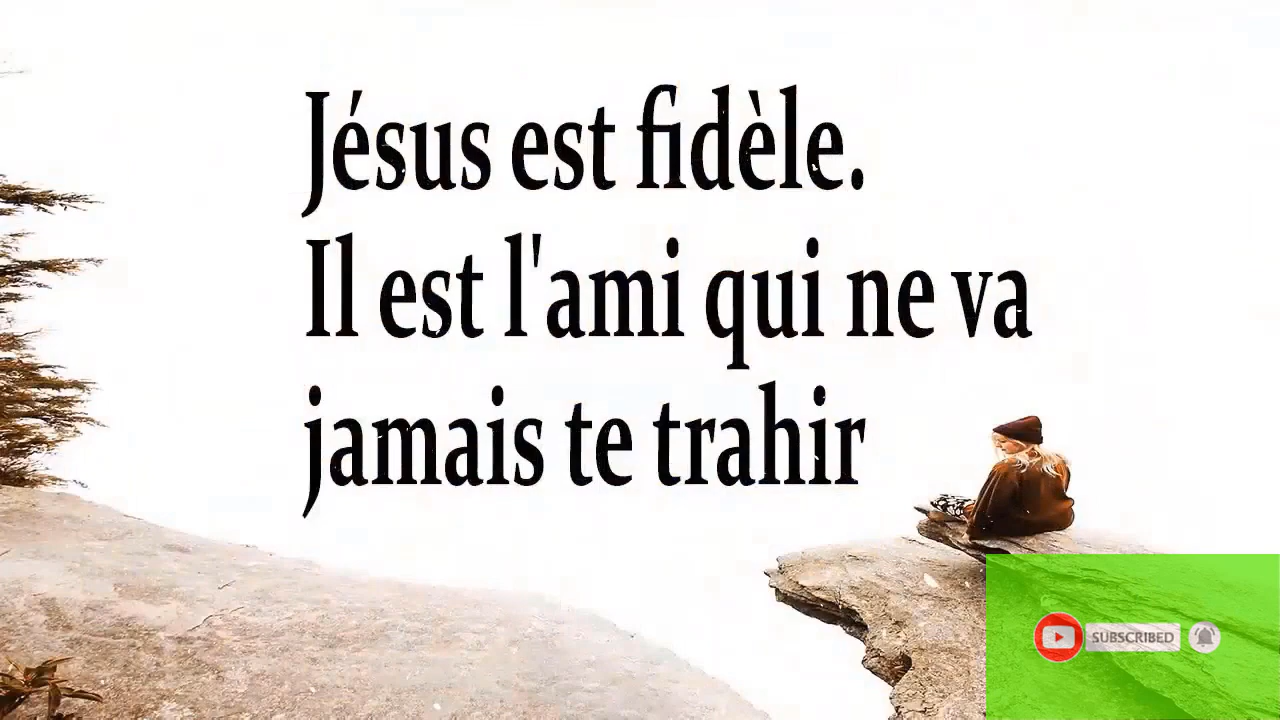 Jésus est fidèle.
Il est l'ami qui ne va
jamais te trahir
SUBSCRIBED